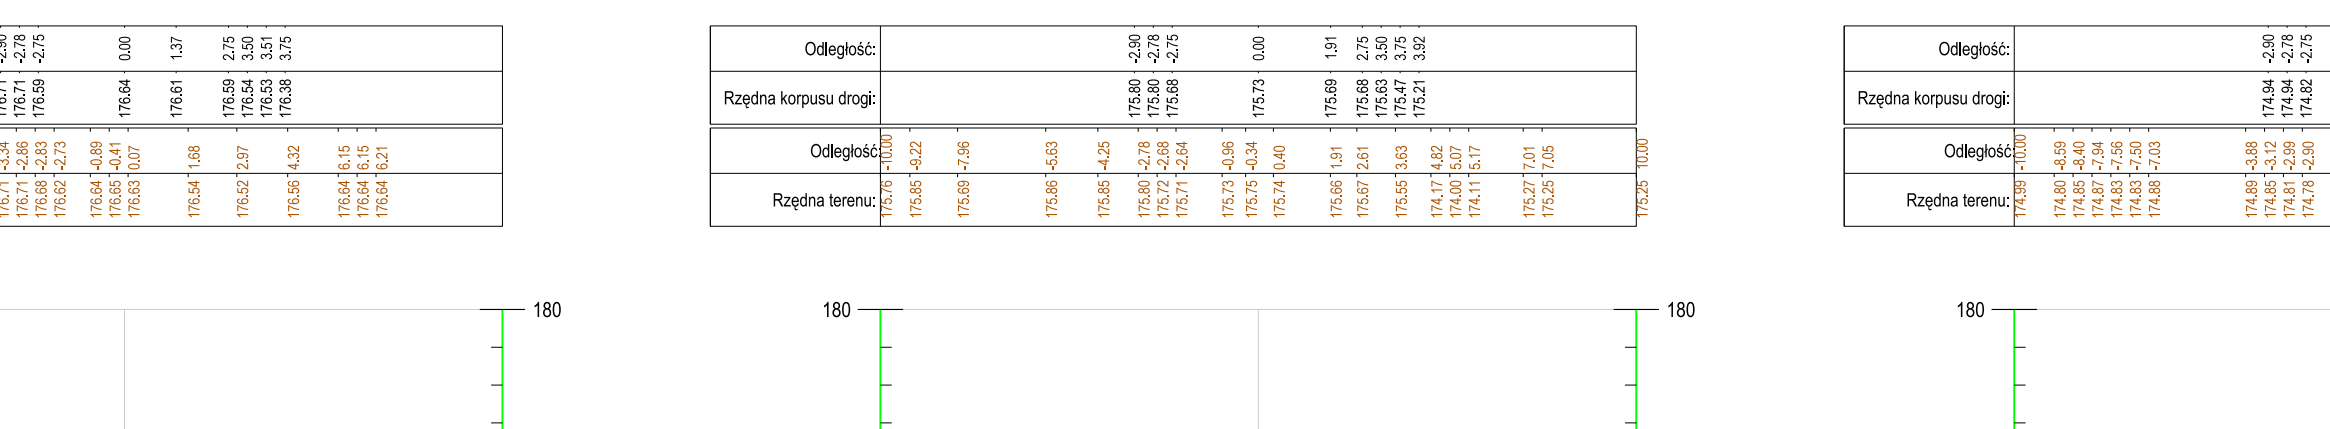 -2.90 -2.78 -2.75 0.00 1.37 2.75 3.50 3.51 3.75
176.71 176.71 176.59 176.64 176.61 176.59 176.54 176.53 176.38
-3.34 -2.86 -2.83 -2.73 -0.89 -0.41 0.07 1.68 2.97 4.32 6.15 6.15 6.21
176.71 176.71 176.68 176.62 176.64 176.65 176.63 176.54 176.52 176.56 176.64 176.64 176.64
180
Odległość: -2.90 -2.78 -2.75 0.00 1.91 2.75 3.50 3.75 3.92
Rzędna korpusu drogi: 175.80 175.80 175.68 175.73 175.69 175.68 175.63 175.47 175.21
Odległość: -10.00 -9.22 -7.96 -5.63 -4.25 -2.78 -2.68 -2.64 -0.96 -0.34 0.40 1.91 2.61 3.63 4.82 5.07 5.17 7.01 7.05 10.00
Rzędna terenu: 175.76 175.85 175.69 175.86 175.85 175.80 175.72 175.71 175.73 175.75 175.74 175.66 175.67 175.55 174.17 174.00 174.11 175.27 175.25 175.25
180 180
Odległość: -2.90 -2.78 -2.75
Rzędna korpusu drogi: 174.94 174.94 174.82
Odległość: -10.00 -8.59 -8.40 -7.94 -7.56 -7.50 -7.03 -3.88 -3.12 -2.99 -2.90
Rzędna terenu: 174.99 174.80 174.85 174.87 174.83 174.83 174.88 174.89 174.85 174.81 174.78
180